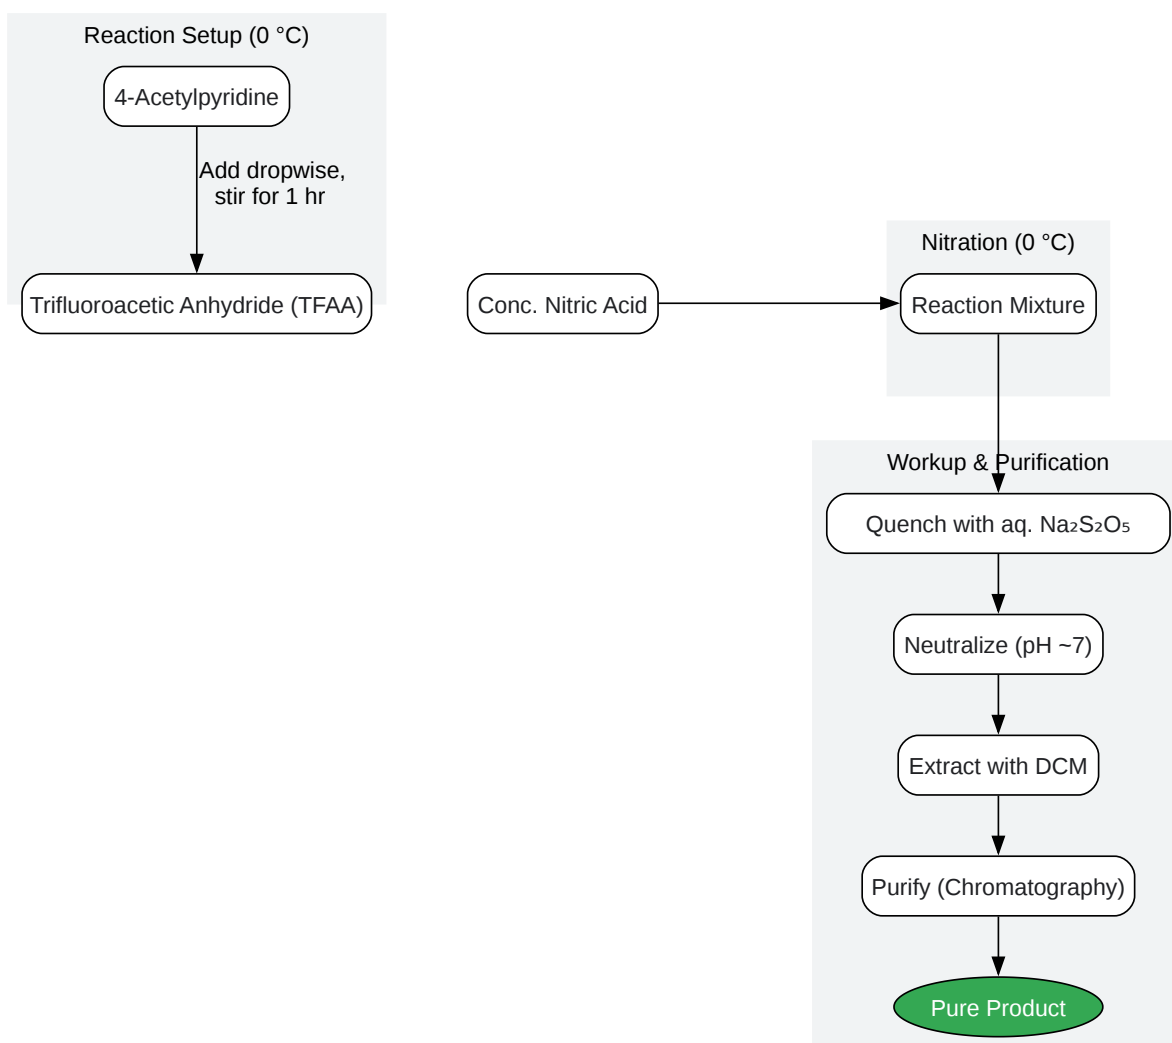 Reaction Setup (0 °C)
4-Acetylpyridine
Add dropwise,
stir for 1 hr
Trifluoroacetic Anhydride (TFAA)
Conc. Nitric Acid
Nitration (0 °C)
Reaction Mixture
Workup & Purification
Quench with aq. Na₂S₂O₅
Neutralize (pH ~7)
Extract with DCM
Purify (Chromatography)
Pure Product